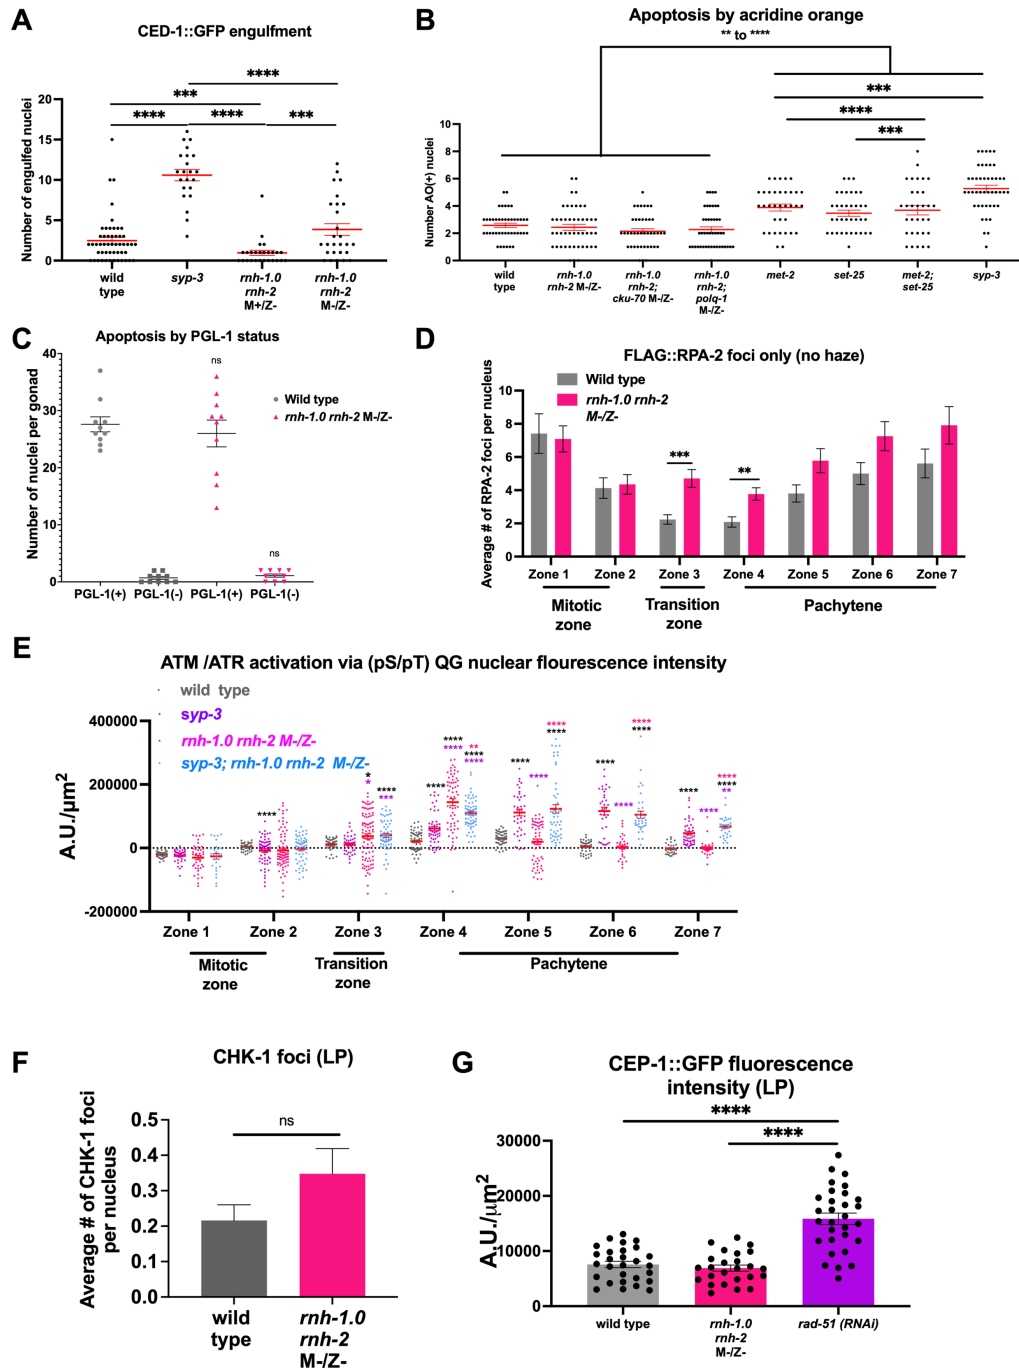 A
CED-1::GFP engulfment
****
***
****
****
***
Number of engulfed nuclei
20
15
10
5
0
wild type
syp-3
rnh-1.0 rnh-2 M+/Z-
rnh-1.0 rnh-2 M-/Z-
B
Apoptosis by acridine orange
** to ****
***
****
***
Number AO(+) nuclei
10
8
6
4
2
0
wild type
rnh-1.0 rnh-2 M-/Z-
rnh-1.0 rnh-2; cku-70 M-/Z-
rnh-1.0 rnh-2; polq-1 M-/Z-
met-2
set-25
met-2; set-25
syp-3
C
Apoptosis by PGL-1 status
Number of nuclei per gonad
40
30
20
10
0
ns
ns
Wild type
rnh-1.0 rnh-2 M-/Z-
PGL-1(+)
PGL-1(-)
PGL-1(+)
PGL-1(-)
D
FLAG::RPA-2 foci only (no haze)
Wild type
rnh-1.0 rnh-2
M-/Z-
Average # of RPA-2 foci per nucleus
10
8
6
4
2
0
***
**
Zone 1
Zone 2
Zone 3
Zone 4
Zone 5
Zone 6
Zone 7
Mitotic zone
Transition zone
Pachytene
E
ATM /ATR activation via (pS/pT) QG nuclear flourescence intensity
wild type
syp-3
rnh-1.0 rnh-2 M-/Z-
syp-3; rnh-1.0 rnh-2 M-/Z-
A.U./µm²
400000
200000
0
-200000
****
*
*
****
***
****
****
****
**
****
****
****
****
****
****
****
****
****
****
****
****
****
****
**
Zone 1
Zone 2
Zone 3
Zone 4
Zone 5
Zone 6
Zone 7
Mitotic zone
Transition zone
Pachytene
F
CHK-1 foci (LP)
ns
Average # of CHK-1 foci
per nucleus
0.5
0.4
0.3
0.2
0.1
0.0
wild type
rnh-1.0 rnh-2 M-/Z-
G
CEP-1::GFP fluorescence
intensity (LP)
****
****
A.U./µm²
30000
20000
10000
0
wild type
rnh-1.0 rnh-2 M-/Z-
rad-51 (RNAi)